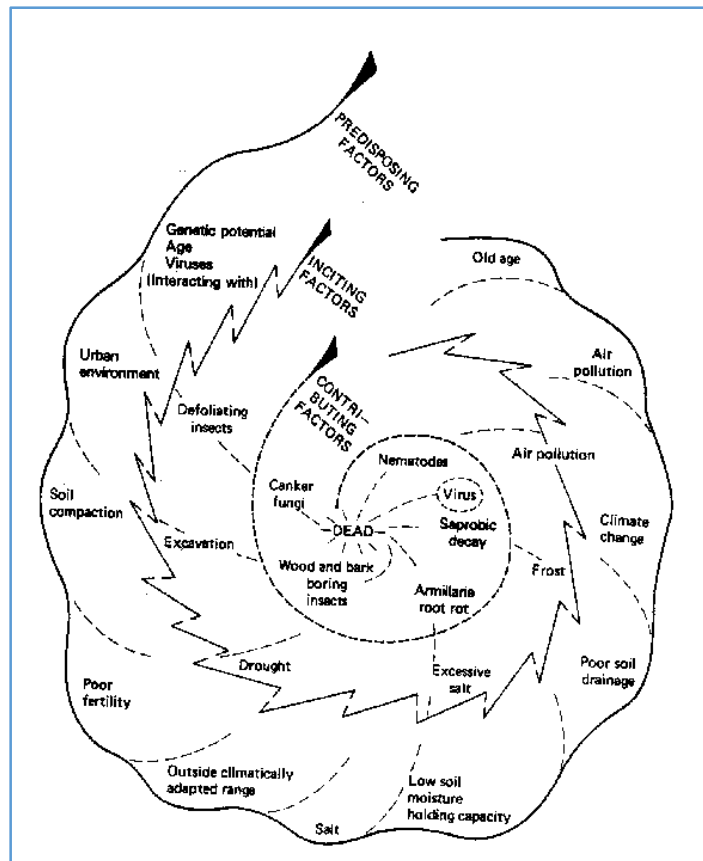 PREDISPOSING
FACTORS
Genetic potential
Age
Viruses
(Interacting with)
INCITING
FACTORS
Old age
Urban
environment
Air
pollution
CONTRI-
BUTING
FACTORS
Defoliating
insects
Nematodes
Air pollution
Canker
fungi
Virus
Soil
compaction
Climate
change
DEAD
Saprobic
decay
Excavation
Wood and bark
boring
insects
Frost
Armillaria
root rot
Drought
Excessive
salt
Poor soil
drainage
Poor
fertility
Outside climatically
adapted range
Low soil
moisture
holding capacity
Salt